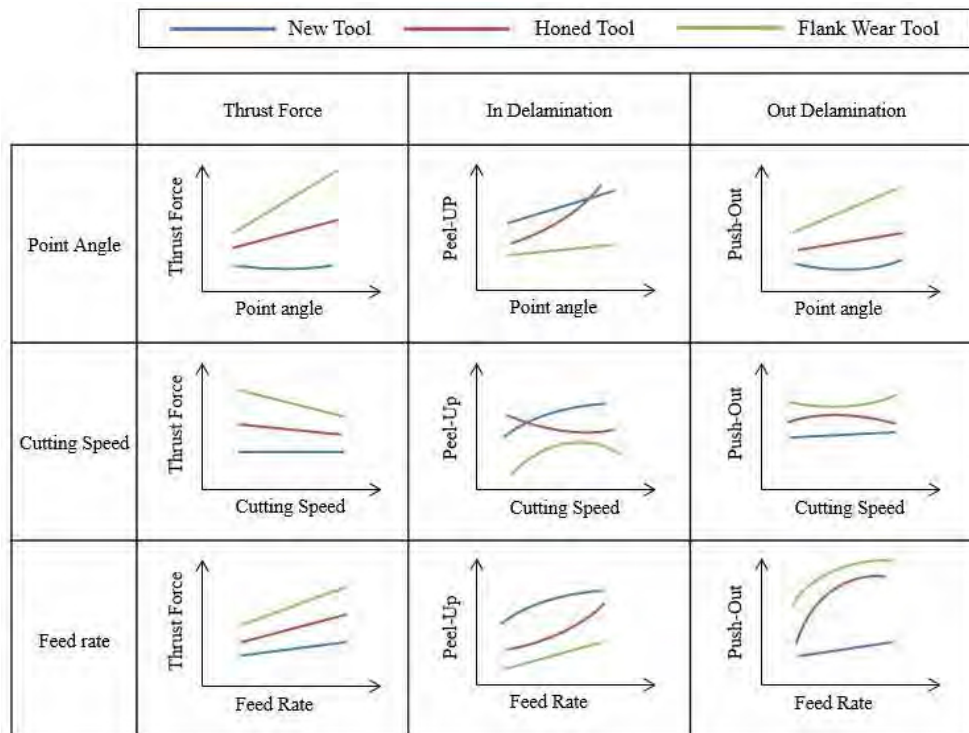 New Tool Honed Tool Flank Wear Tool
Thrust Force In Delamination Out Delamination
Point Angle
Thrust Force
Point angle
Peel-UP
Point angle
Push-Out
Point angle
Cutting Speed
Thrust Force
Cutting Speed
Peel-Up
Cutting Speed
Push-Out
Cutting Speed
Feed rate
Thrust Force
Feed Rate
Peel-Up
Feed Rate
Push-Out
Feed Rate